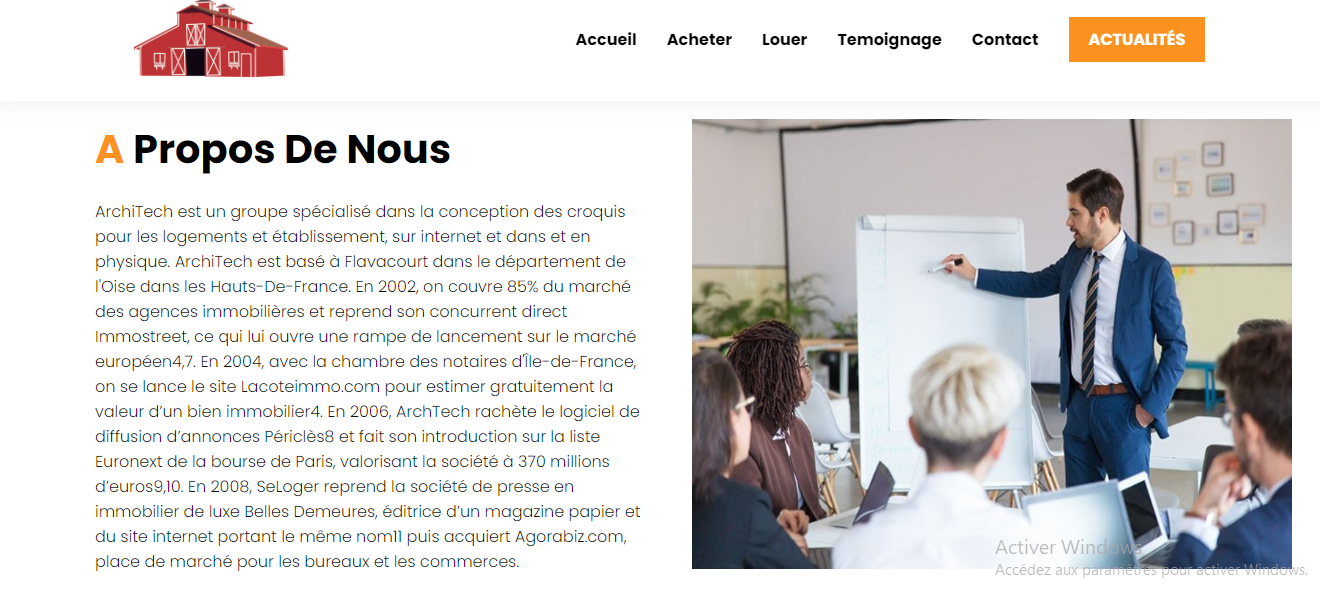 Accueil Acheter Louer Temoignage Contact ACTUALITÉS
A Propos De Nous
ArchiTech est un groupe spécialisé dans la conception des croquis
pour les logements et établissement, sur internet et dans et en
physique. ArchiTech est basé à Flavacourt dans le département de
l'Oise dans les Hauts-De-France. En 2002, on couvre 85% du marché
des agences immobilières et reprend son concurrent direct
Immostreet, ce qui lui ouvre une rampe de lancement sur le marché
européen4,7. En 2004, avec la chambre des notaires d'Île-de-France,
on se lance le site Lacoteimmo.com pour estimer gratuitement la
valeur d’un bien immobilier4. En 2006, ArchTech rachète le logiciel de
diffusion d’annonces Périclès8 et fait son introduction sur la liste
Euronext de la bourse de Paris, valorisant la société à 370 millions
d’euros9,10. En 2008, SeLoger reprend la société de presse en
immobilier de luxe Belles Demeures, éditrice d’un magazine papier et
du site internet portant le même nom11 puis acquiert Agorabiz.com,
place de marché pour les bureaux et les commerces.
Activer Windows
Accédez aux paramètres pour activer Windows.